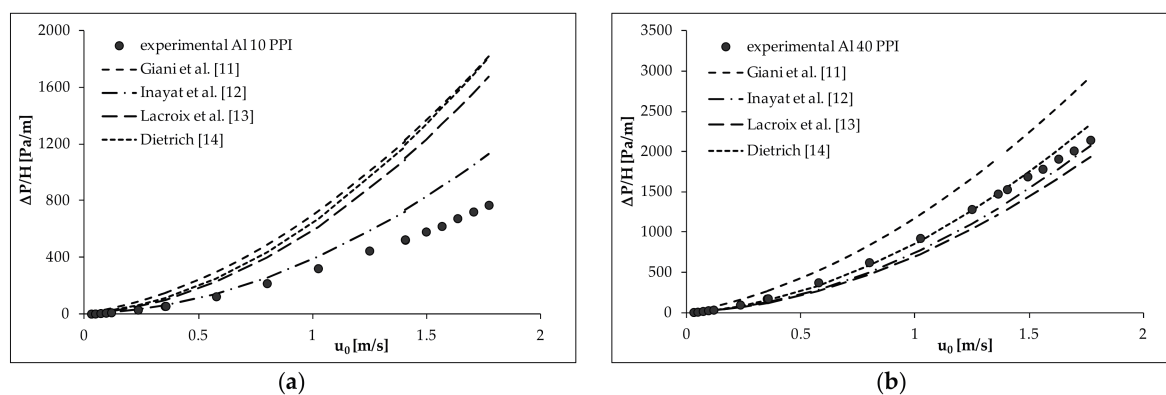 2000
1600
1200
800
400
0
ΔP/H [Pa/m]
experimental Al 10 PPI
Giani et al. [11]
Inayat et al. [12]
Lacroix et al. [13]
Dietrich [14]
0 0.5 1 1.5 2
u0 [m/s]
(a)
3500
3000
2500
2000
1500
1000
500
0
ΔP/H [Pa/m]
experimental Al 40 PPI
Giani et al. [11]
Inayat et al. [12]
Lacroix et al. [13]
Dietrich [14]
0 0.5 1 1.5 2
u0 [m/s]
(b)